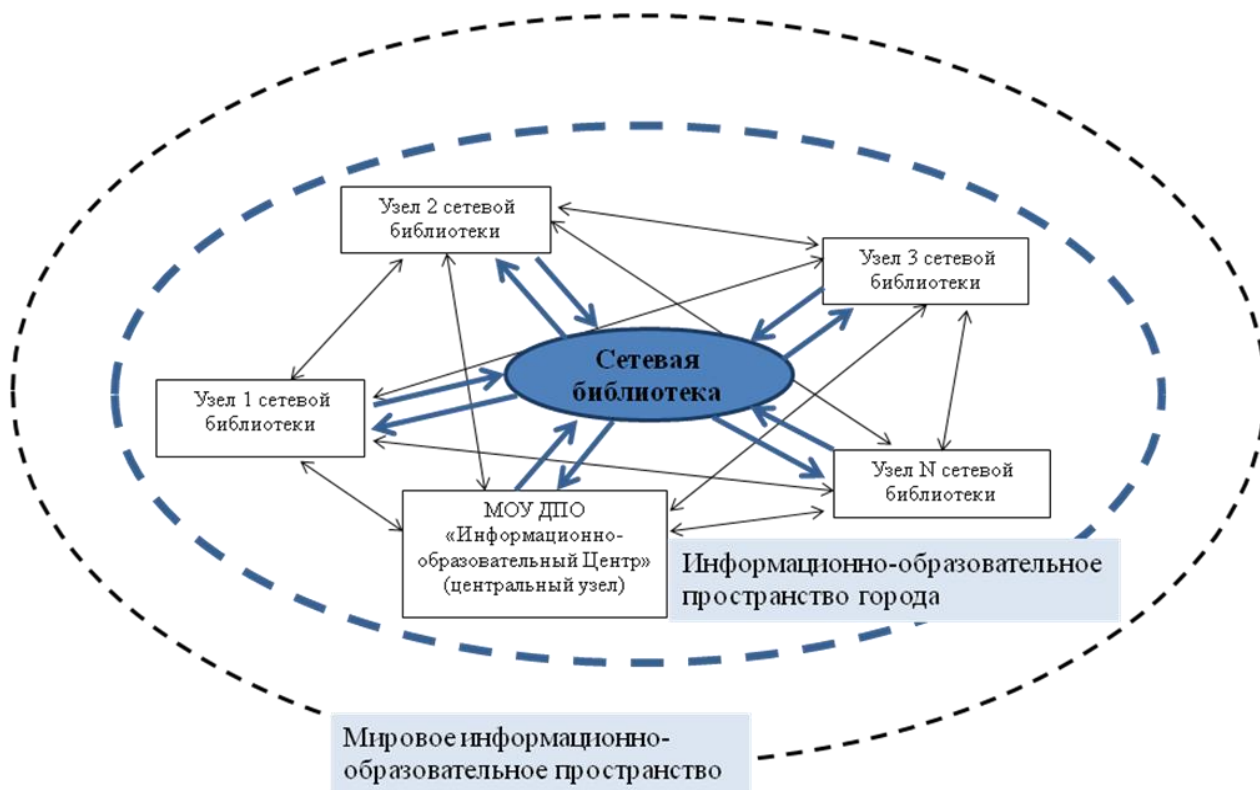 Узел 2 сетевой
библиотеки
Узел 3 сетевой
библиотеки
Сетевая
библиотека
Узел 1 сетевой
библиотеки
Узел N сетевой
библиотеки
МОУ ДПО
«Информационно-
образовательный Центр»
(центральный узел)
Информационно-образовательное
пространство города
Мировое информационно-
образовательное пространство